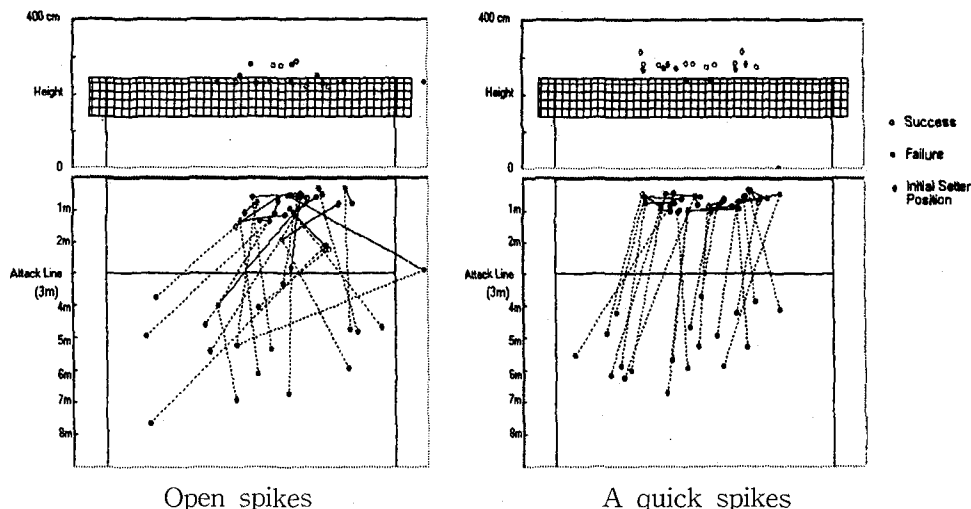 400 cm
Height
0
1m
2m
Attack Line
(3m)
4m
5m
6m
7m
8m
Open spikes
400 cm
Height
0
1m
2m
Attack Line
(3m)
4m
5m
6m
7m
8m
A quick spikes
Success
Failure
Initial Setter
Position